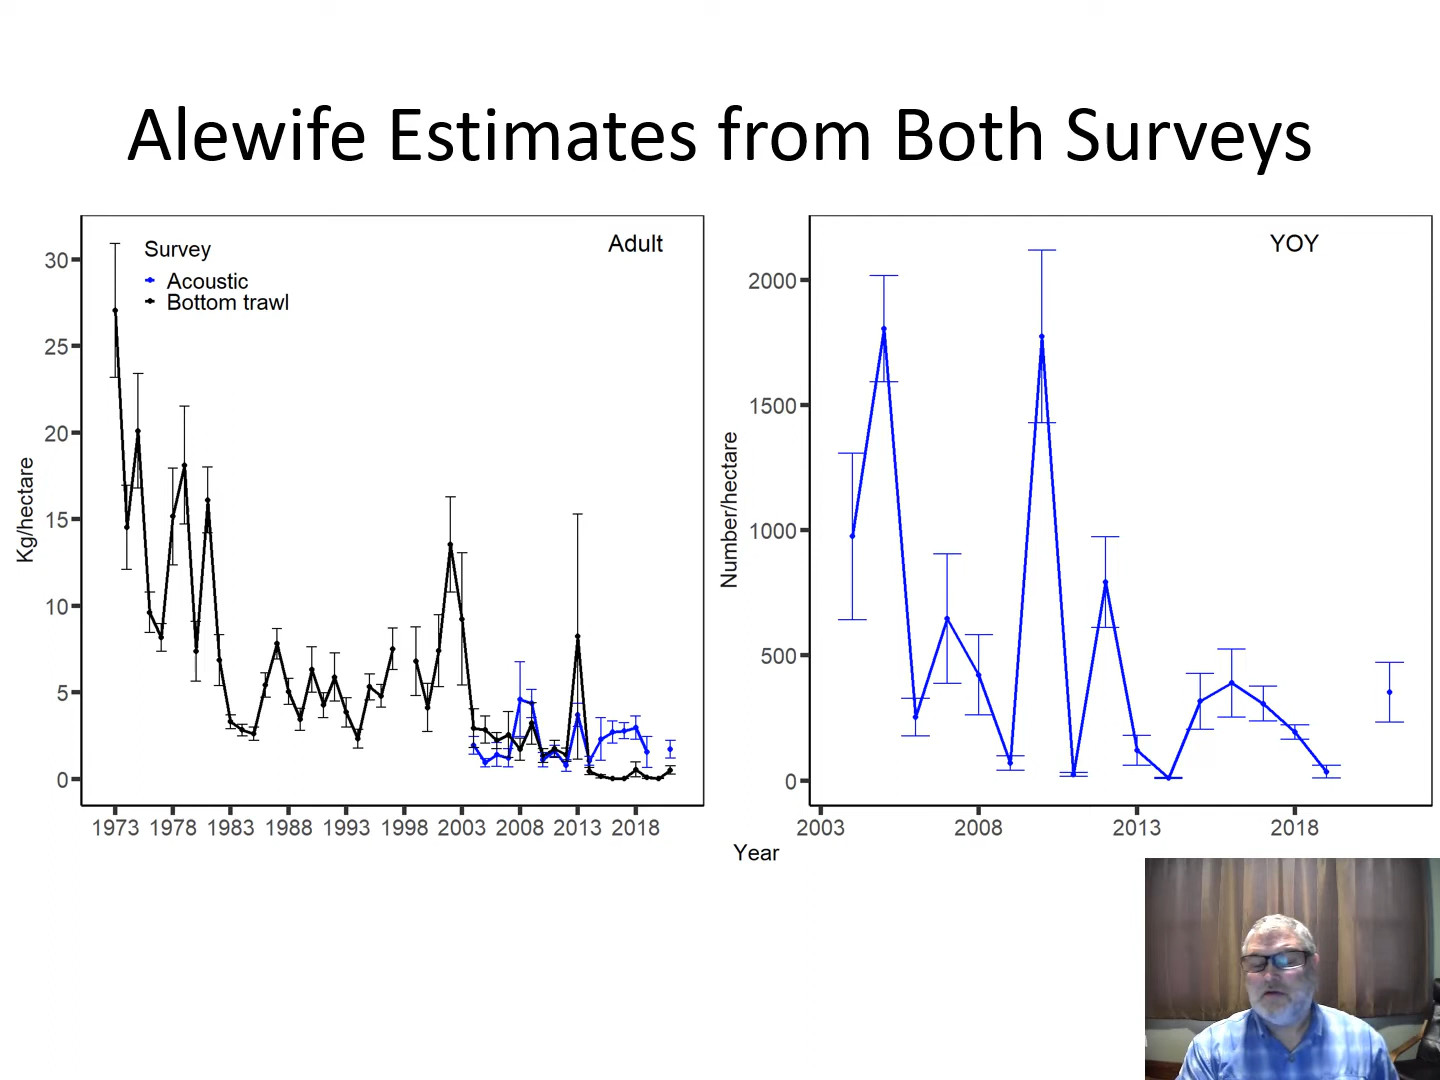 Alewife Estimates from Both Surveys
Survey
Acoustic
Bottom trawl
Adult
Kg/hectare
30
25
20
15
10
5
0
1973 1978 1983 1988 1993 1998 2003 2008 2013 2018
YOY
Number/hectare
2000
1500
1000
500
0
2003 2008 2013 2018
Year